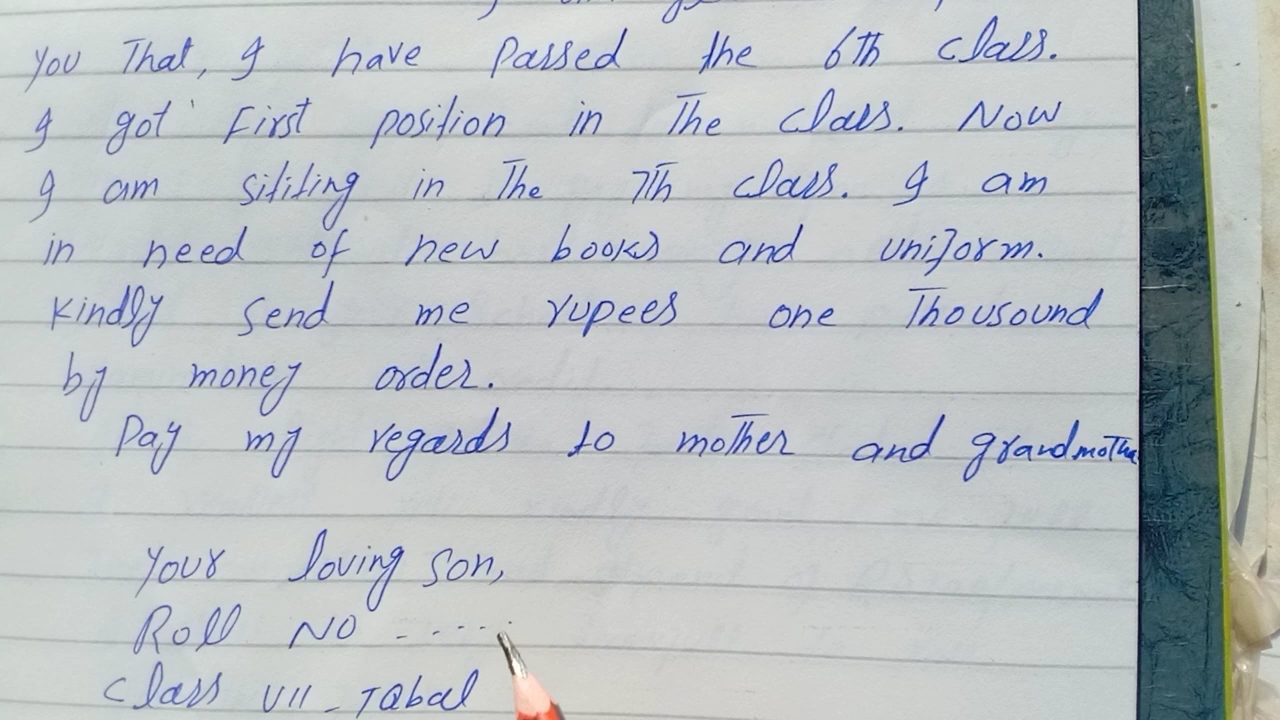 you That, I have passed the 6th class.
I got First position in The class. Now
I am sititing in The 7th class. I am
in need of new books and uniform.
Kindly send me rupees one Thousound
by money order.
Pay my regards to mother and grandmother
Your loving son,
Roll No - - - - - -
Class VII - Iqbal